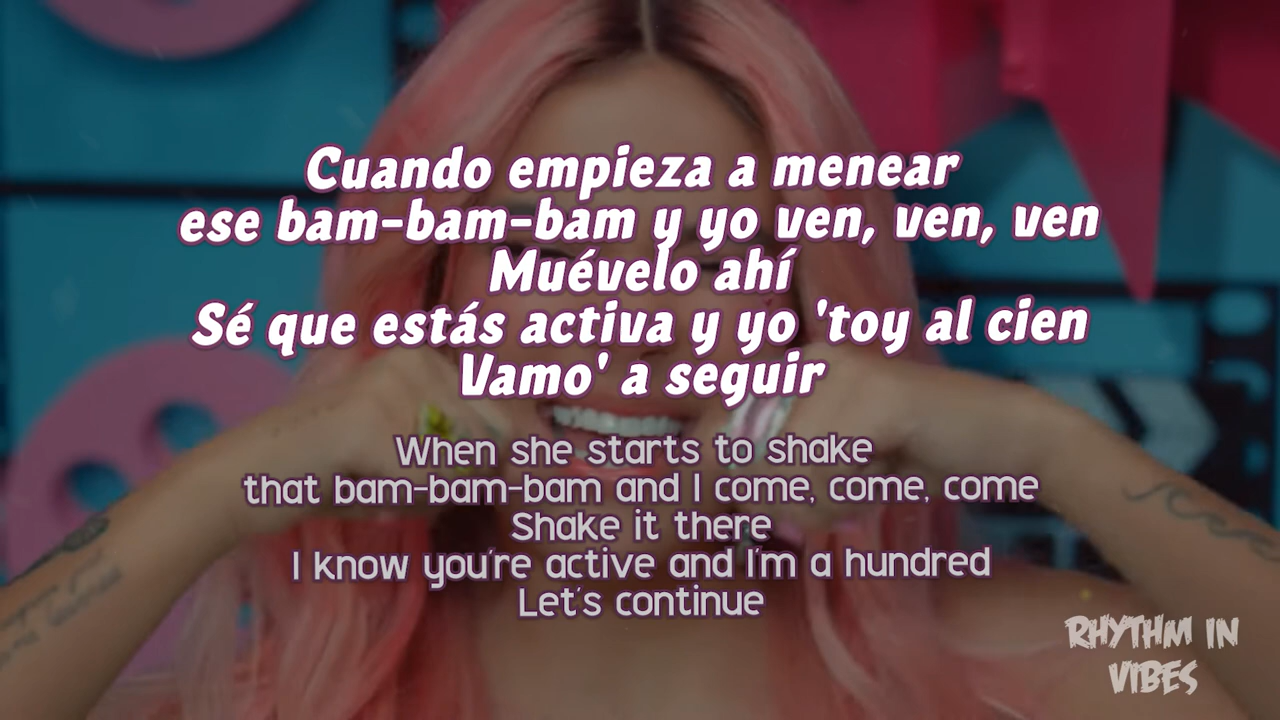 Cuando empieza a menear
ese bam-bam-bam y yo ven, ven, ven
Muévelo ahí
Sé que estás activa y yo 'toy al cien
Vamo' a seguir
When she starts to shake
that bam-bam-bam and I come, come, come
Shake it there
I know you're active and I'm a hundred
Let's continue
RHYTHM IN
VIBES